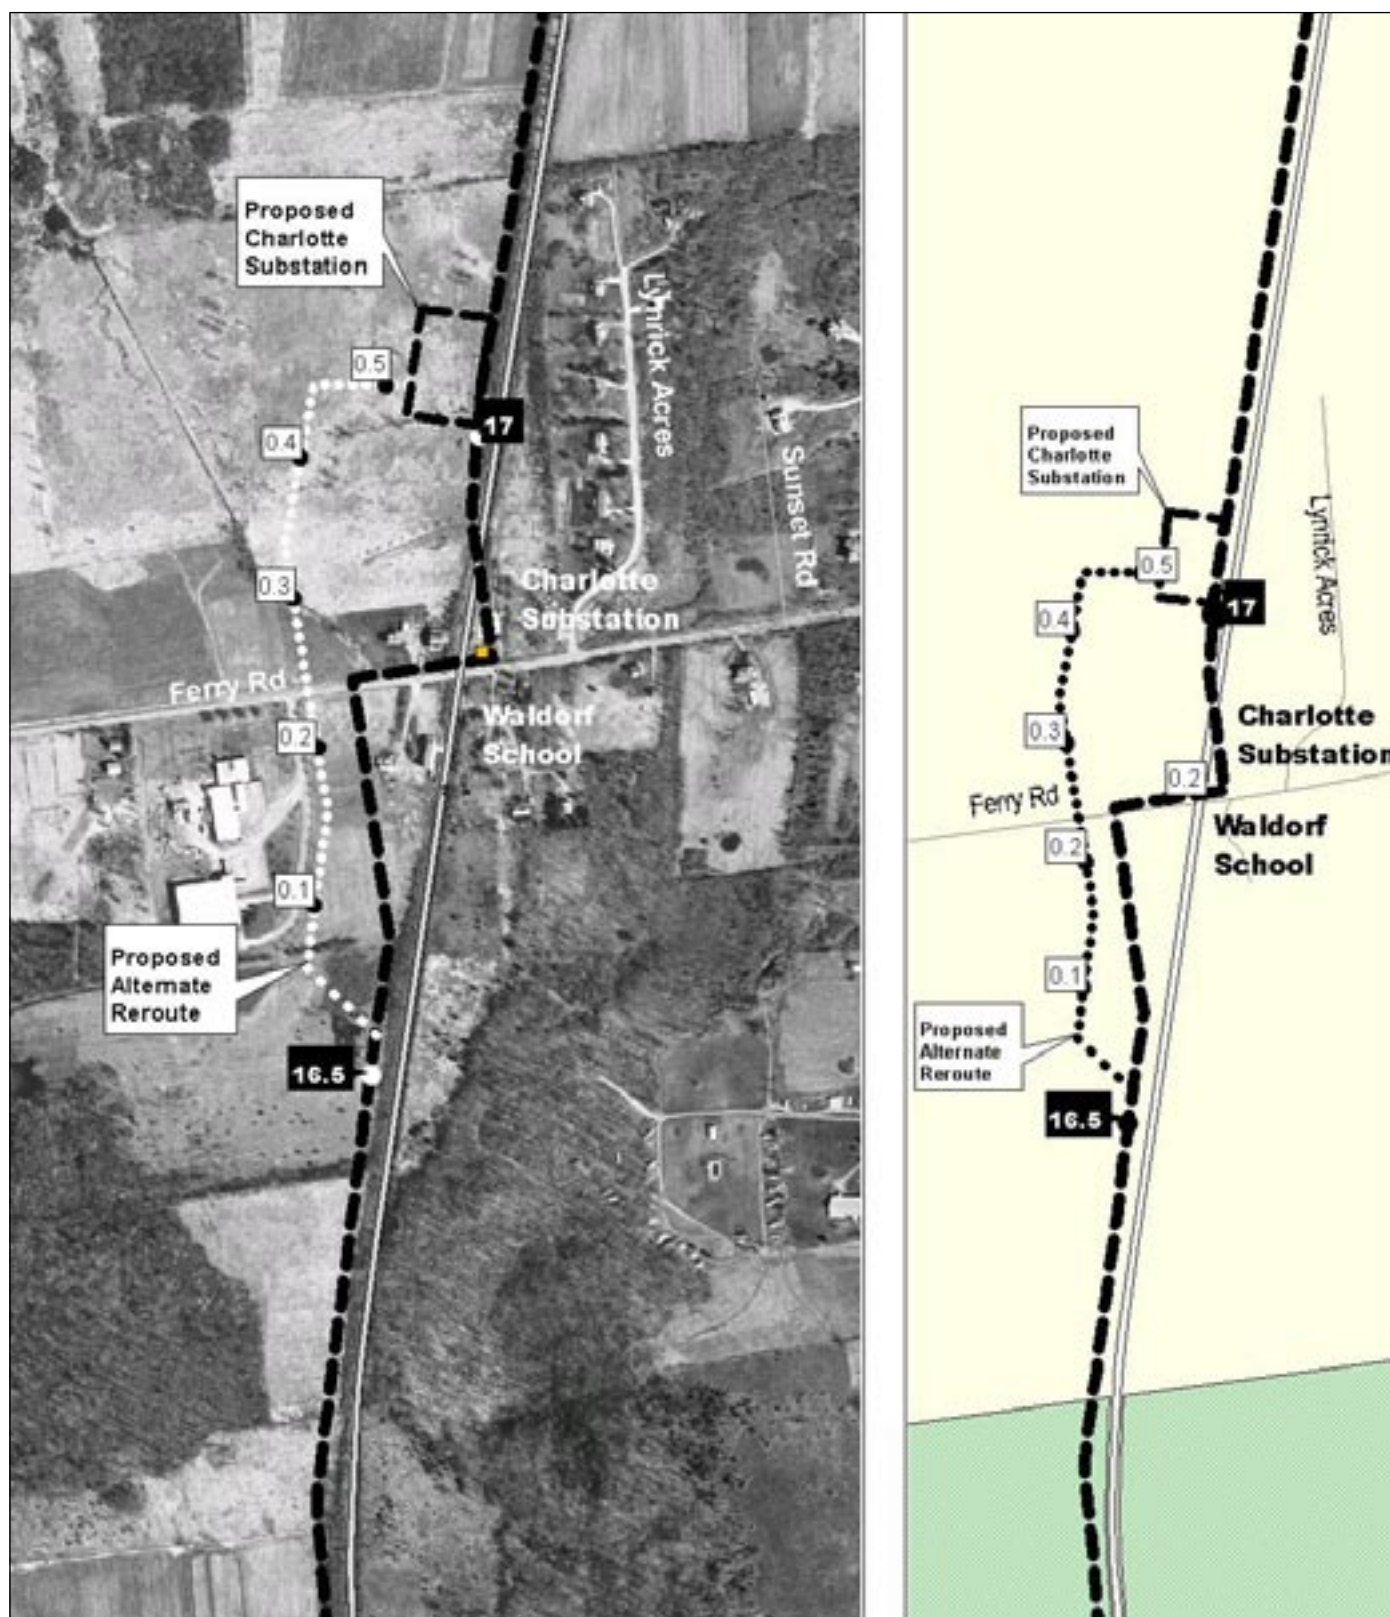 Proposed
Charlotte
Substation
0.5
17
0.4
Lynrick Acres
Sunset Rd
0.3
Charlotte
Substation
Ferry Rd
0.2
Waldorf
School
0.1
Proposed
Alternate
Reroute
16.5
Proposed
Charlotte
Substation
0.5
17
0.4
Lynrick Acres
0.3
Charlotte
Substation
0.2
Ferry Rd
Waldorf
School
0.2
0.1
Proposed
Alternate
Reroute
16.5